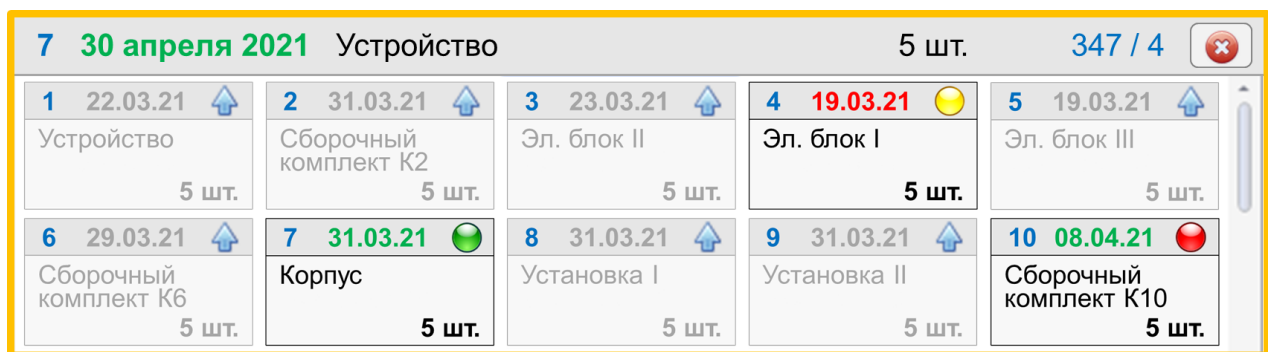 7 30 апреля 2021 Устройство 5 шт. 347 / 4
1 22.03.21
Устройство
5 шт.
2 31.03.21
Сборочный
комплект К2
5 шт.
3 23.03.21
Эл. блок II
5 шт.
4 19.03.21
Эл. блок I
5 шт.
5 19.03.21
Эл. блок III
5 шт.
6 29.03.21
Сборочный
комплект К6
5 шт.
7 31.03.21
Корпус
5 шт.
8 31.03.21
Установка I
5 шт.
9 31.03.21
Установка II
5 шт.
10 08.04.21
Сборочный
комплект К10
5 шт.